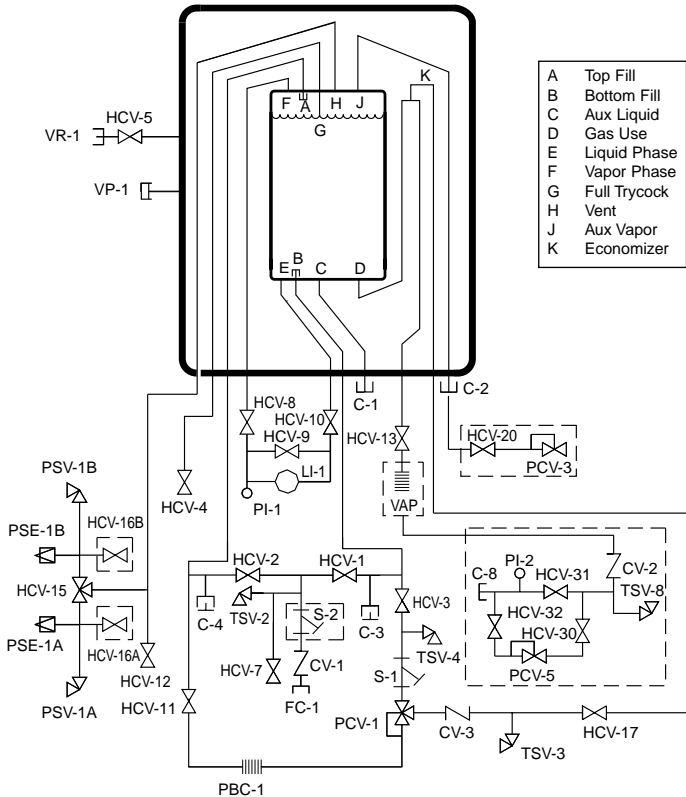 K
F
A
H
J
G
HCV-5
VR-1
VP-1
E
B
C
D
A Top Fill
B Bottom Fill
C Aux Liquid
D Gas Use
E Liquid Phase
F Vapor Phase
G Full Trycock
H Vent
J Aux Vapor
K Economizer
C-1
C-2
HCV-8
HCV-10
HCV-9
HCV-13
HCV-20
PCV-3
LI-1
PI-1
HCV-4
VAP
PSV-1B
PSE-1B
HCV-16B
HCV-15
PSE-1A
HCV-16A
HCV-12
PSV-1A
HCV-11
HCV-2
HCV-1
HCV-3
C-4
TSV-2
S-2
C-3
TSV-4
HCV-7
CV-1
FC-1
S-1
PCV-1
CV-3
TSV-3
HCV-17
PBC-1
PI-2
C-8
HCV-31
CV-2
TSV-8
HCV-32
HCV-30
PCV-5